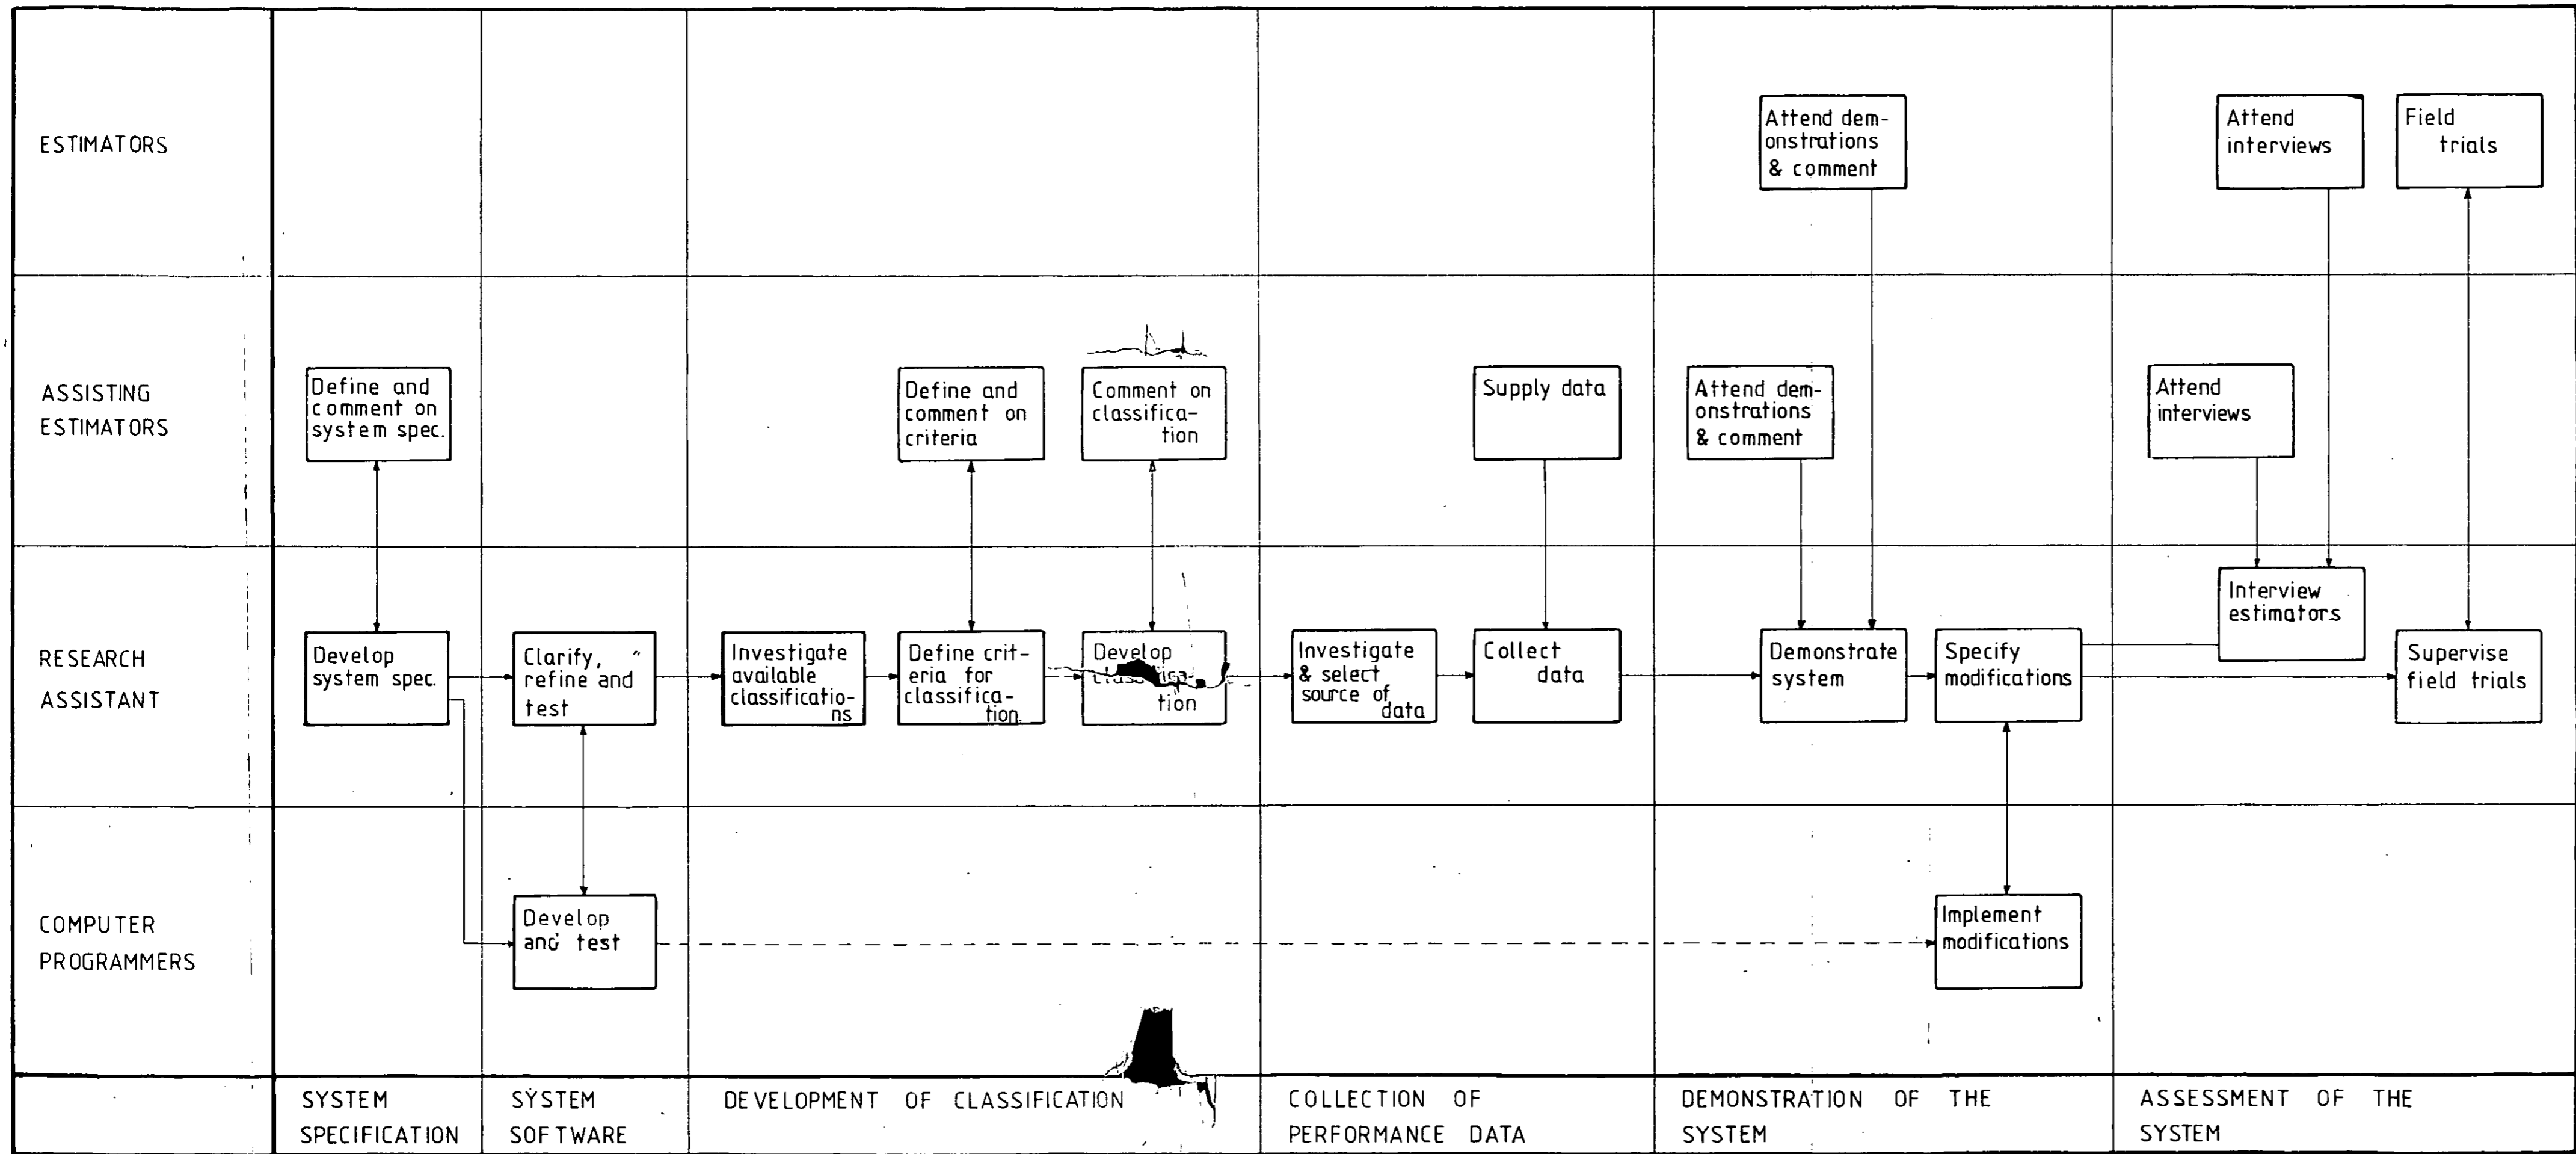 ESTIMATORS
Attend dem-
onstrations
& comment
Attend
interviews
Field
trials
ASSISTING
ESTIMATORS
Define and
comment on
system spec.
Define and
comment on
criteria
Comment on
classifica-
tion
Supply data
Attend dem-
onstrations
& comment
Attend
interviews
RESEARCH
ASSISTANT
Develop
system spec.
Clarify,
refine and
test
Investigate
available
classificatio-
ns
Define crit-
eria for
classifica-
tion.
Develop
tion
Investigate
& select
source of
data
Collect
data
Demonstrate
system
Specify
modifications
Interview
estimators
Supervise
field trials
COMPUTER
PROGRAMMERS
Develop
and test
Implement
modifications
SYSTEM
SPECIFICATION
SYSTEM
SOFTWARE
DEVELOPMENT OF CLASSIFICATION
COLLECTION OF
PERFORMANCE DATA
DEMONSTRATION OF THE
SYSTEM
ASSESSMENT OF THE
SYSTEM